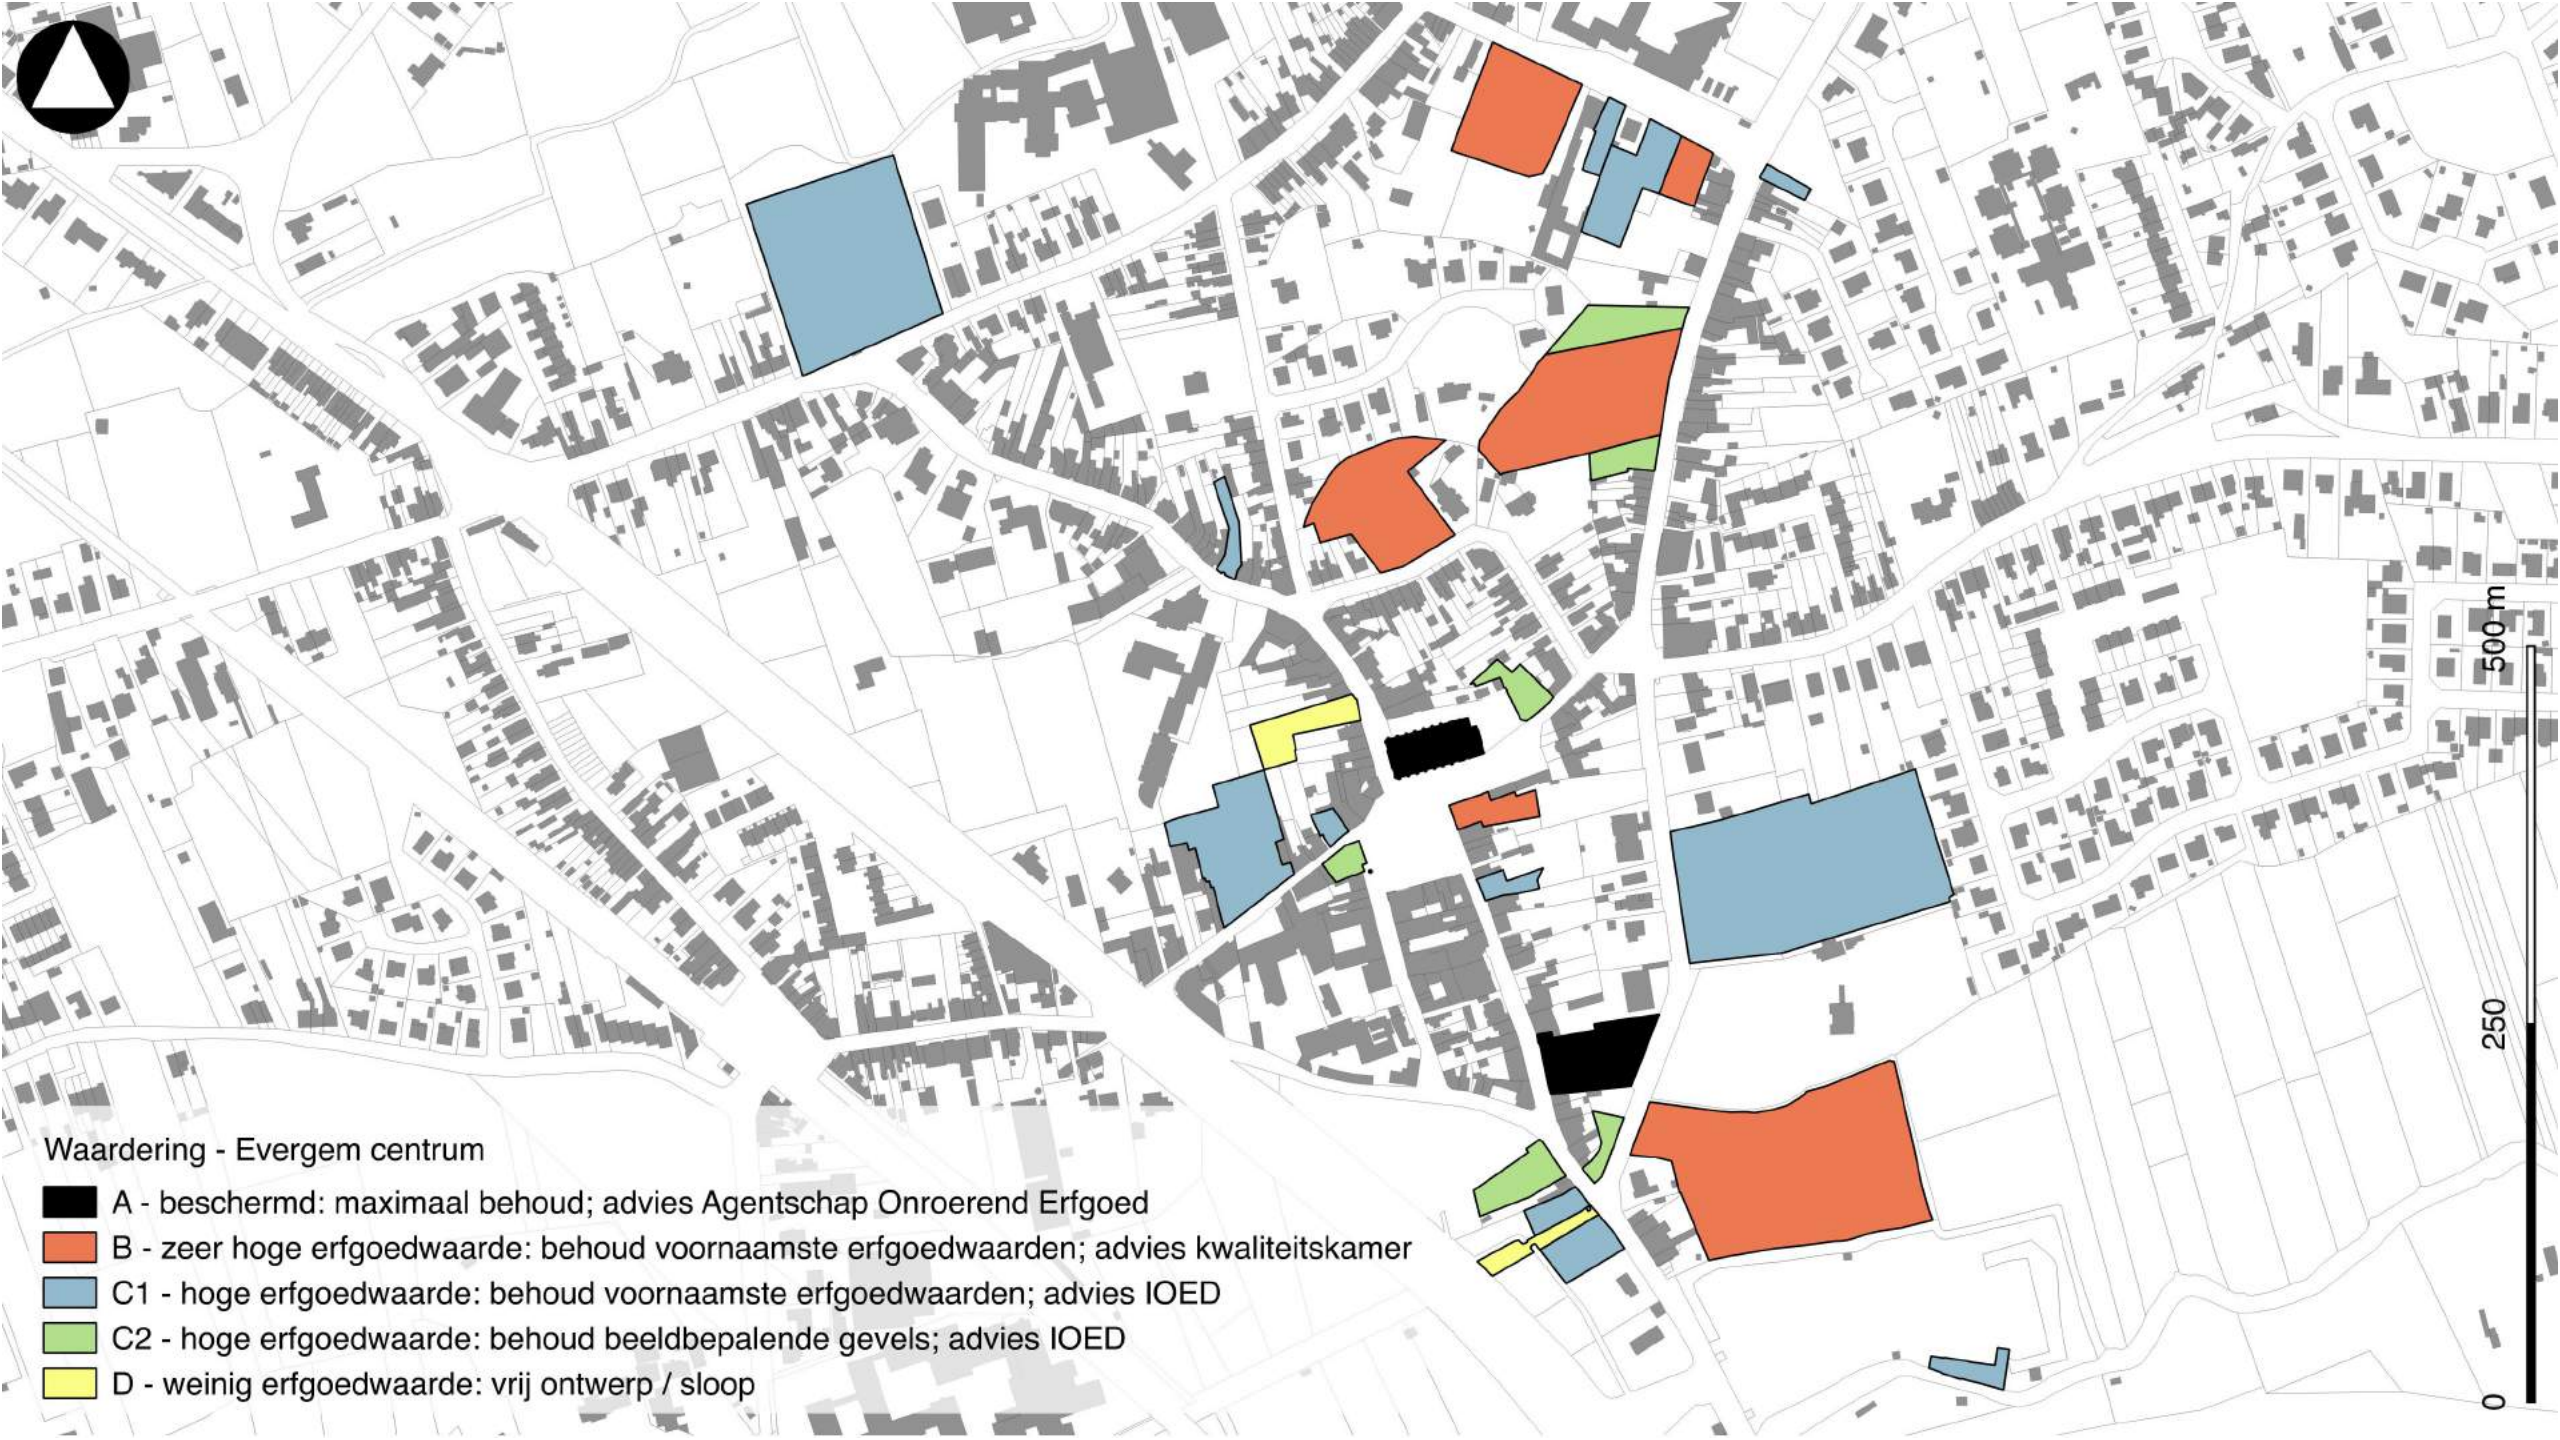 Waardering - Evergem centrum
A - beschermd: maximaal behoud; advies Agentschap Onroerend Erfgoed
B - zeer hoge erfgoedwaarde: behoud voornaamste erfgoedwaarden; advies kwaliteitskamer
C1 - hoge erfgoedwaarde: behoud voornaamste erfgoedwaarden; advies IOED
C2 - hoge erfgoedwaarde: behoud beeldbepalende gevels; advies IOED
D - weinig erfgoedwaarde: vrij ontwerp / sloop
500 m
250
0